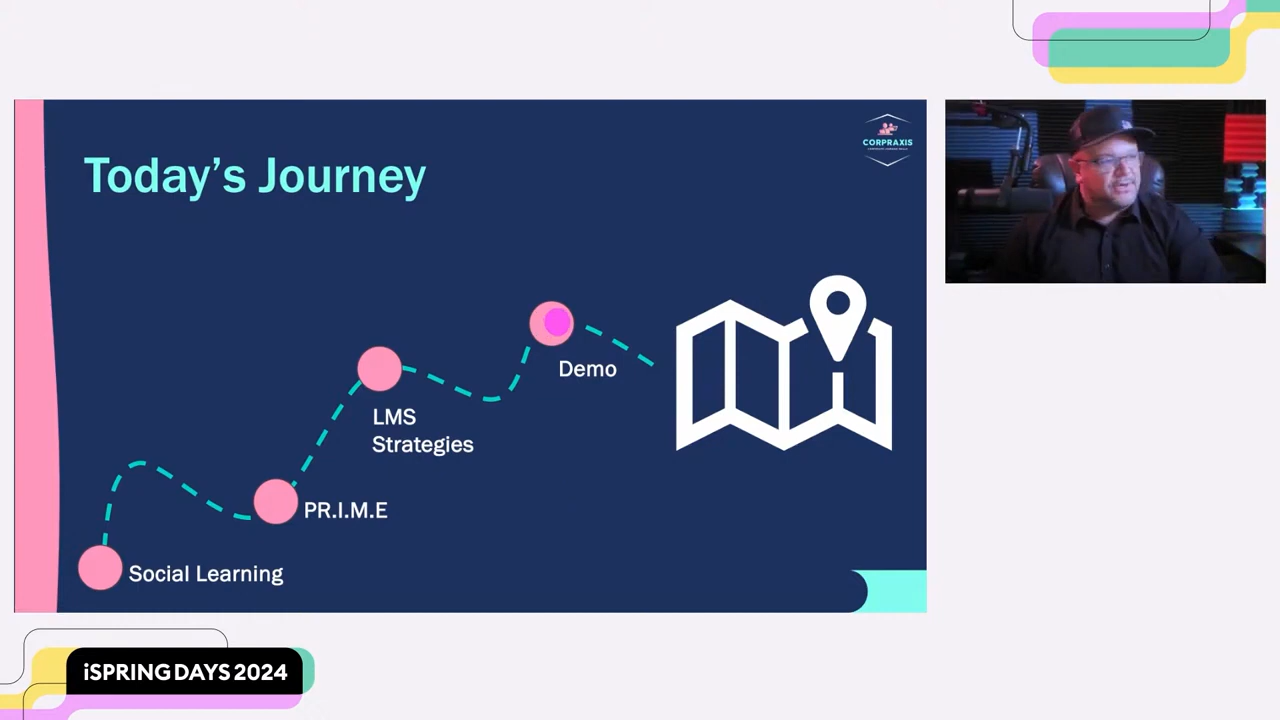 CORPRAXIS
Today's Journey
Demo
LMS
Strategies
PR.I.M.E
Social Learning
iSPRING DAYS 2024